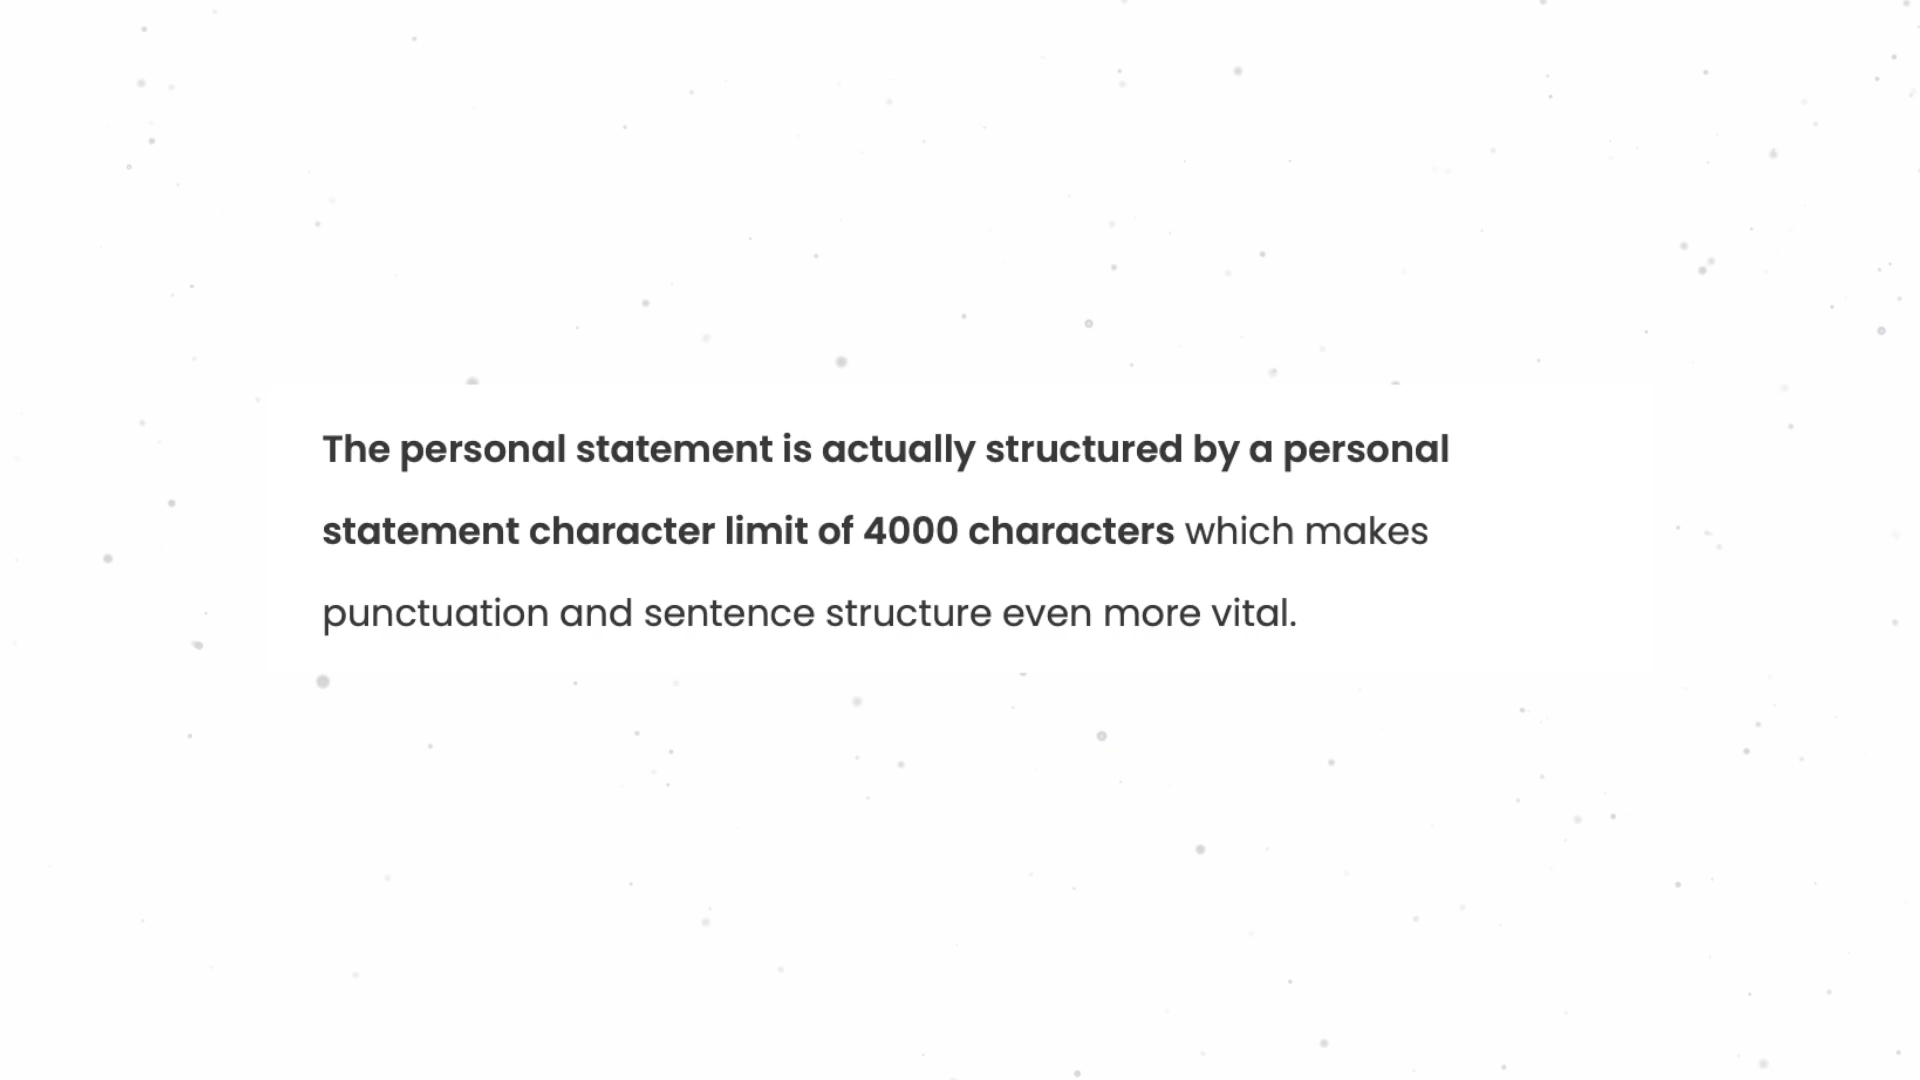 The personal statement is actually structured by a personal
statement character limit of 4000 characters which makes
punctuation and sentence structure even more vital.